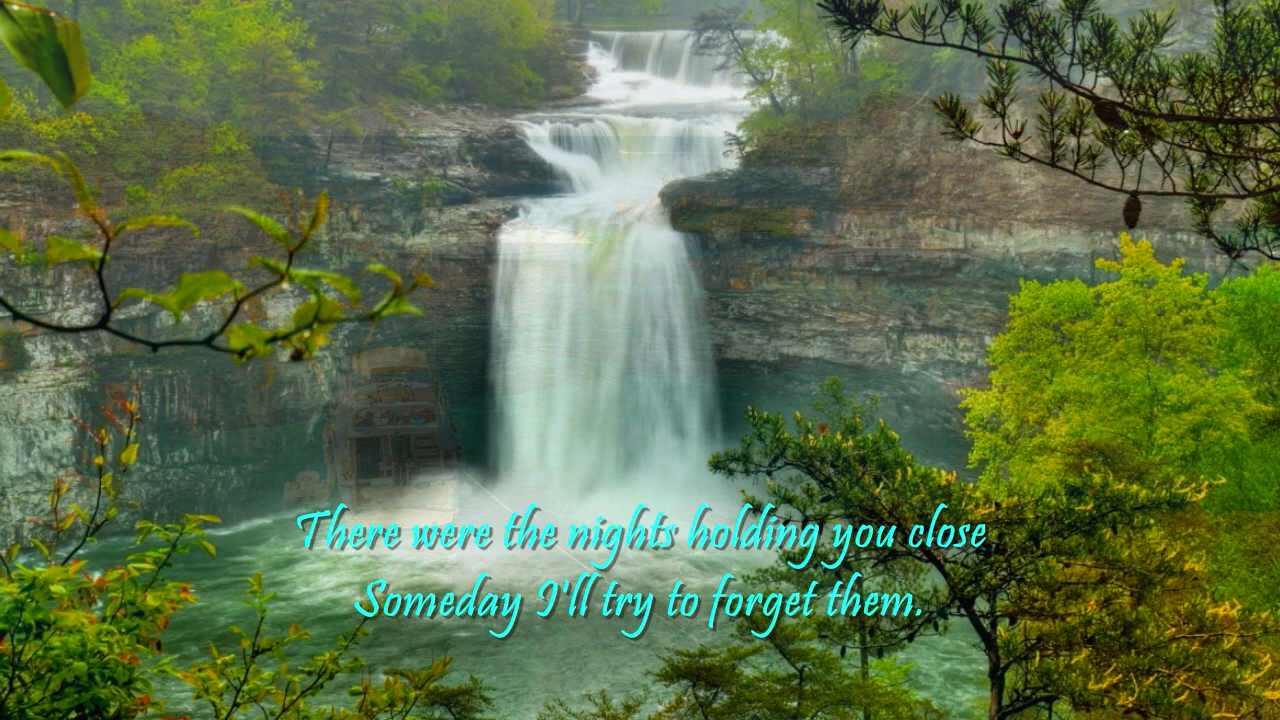 There were the nights holding you close
Someday I'll try to forget them.